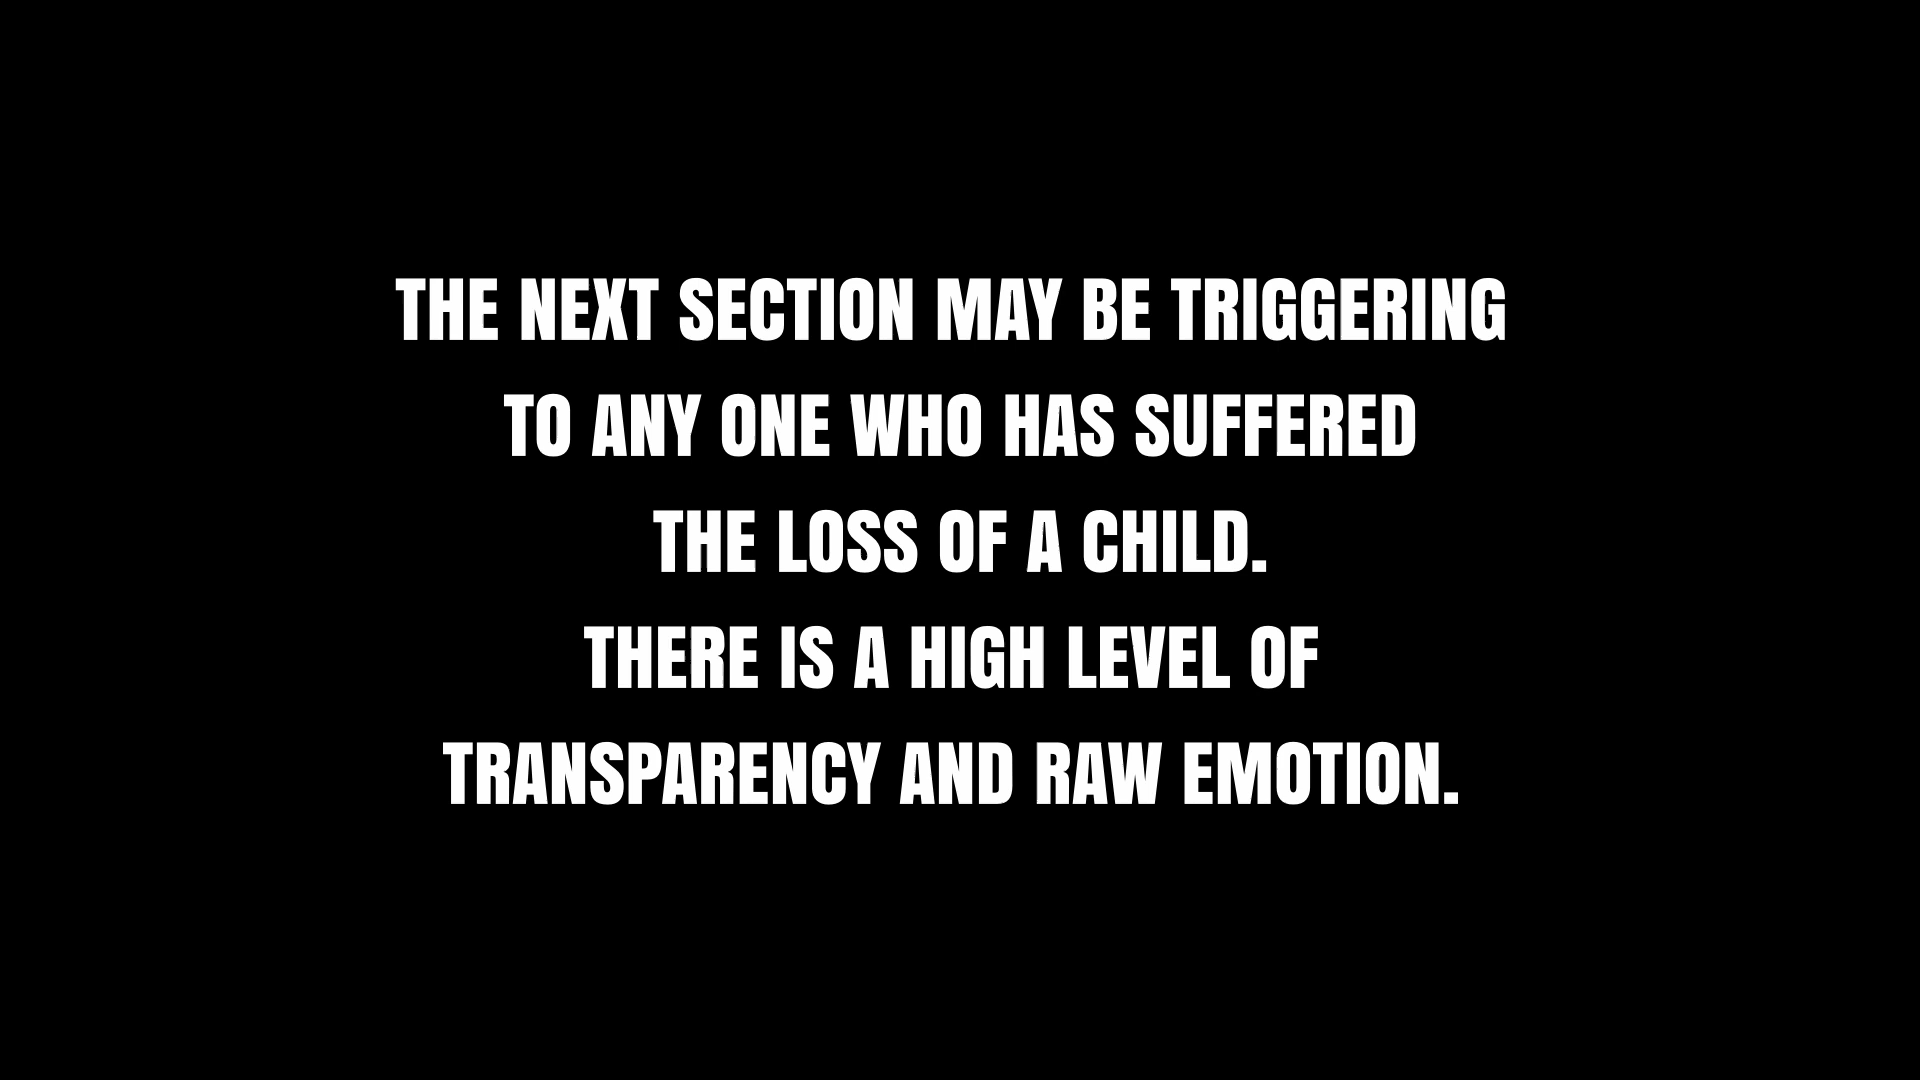 THE NEXT SECTION MAY BE TRIGGERING
TO ANY ONE WHO HAS SUFFERED
THE LOSS OF A CHILD.
THERE IS A HIGH LEVEL OF
TRANSPARENCY AND RAW EMOTION.